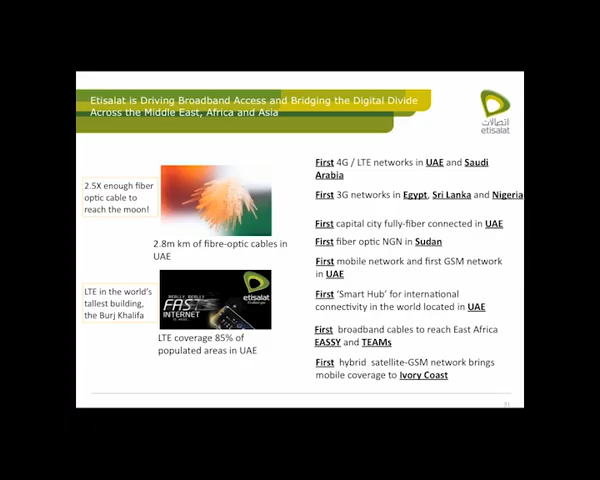 Etisalat is Driving Broadband Access and Bridging the Digital Divide
Across the Middle East, Africa and Asia
اتصالات
etisalat
2.5X enough fiber
optic cable to
reach the moon!
2.8m km of fibre-optic cables in
UAE
LTE in the world's
tallest building,
the Burj Khalifa
REALLY, REALLY
FAST
INTERNET
etisalat
LTE coverage 85% of
populated areas in UAE
First 4G / LTE networks in UAE and Saudi
Arabia
First 3G networks in Egypt, Sri Lanka and Nigeria
First capital city fully-fiber connected in UAE
First fiber optic NGN in Sudan
First mobile network and first GSM network
in UAE
First ‘Smart Hub’ for international
connectivity in the world located in UAE
First broadband cables to reach East Africa
EASSY and TEAMs
First hybrid satellite-GSM network brings
mobile coverage to Ivory Coast